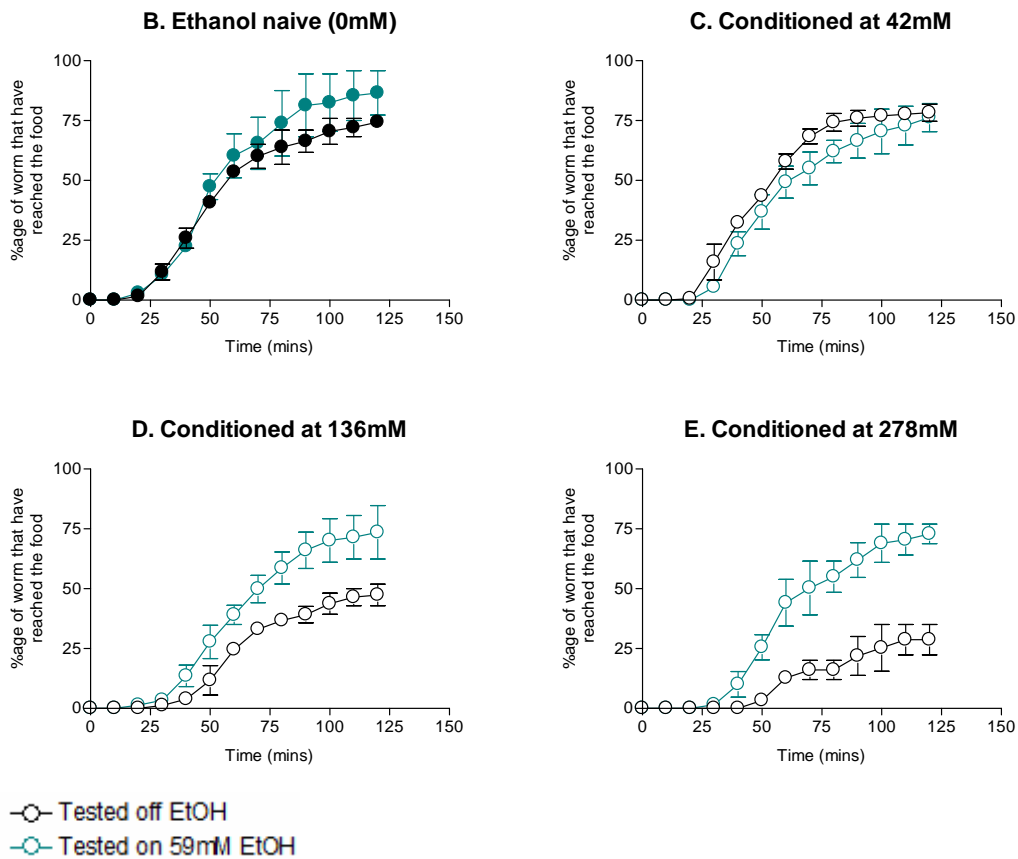 B. Ethanol naive (0mM)
%age of worm that have
reached the food
100
75
50
25
0
0 25 50 75 100 125 150
Time (mins)
C. Conditioned at 42mM
%age of worm that have
reached the food
100
75
50
25
0
0 25 50 75 100 125 150
Time (mins)
D. Conditioned at 136mM
%age of worm that have
reached the food
100
75
50
25
0
0 25 50 75 100 125 150
Time (mins)
E. Conditioned at 278mM
%age of worm that have
reached the food
100
75
50
25
0
0 25 50 75 100 125 150
Time (mins)
Tested off EtOH
Tested on 59mM EtOH